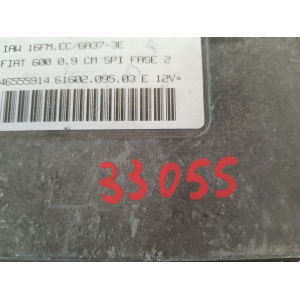 IAW 16FM.EC/6A37-3E
FIAT 600 0.9 CM SPI FASE 2
46555914 61602.095.03 E 12V=
33055